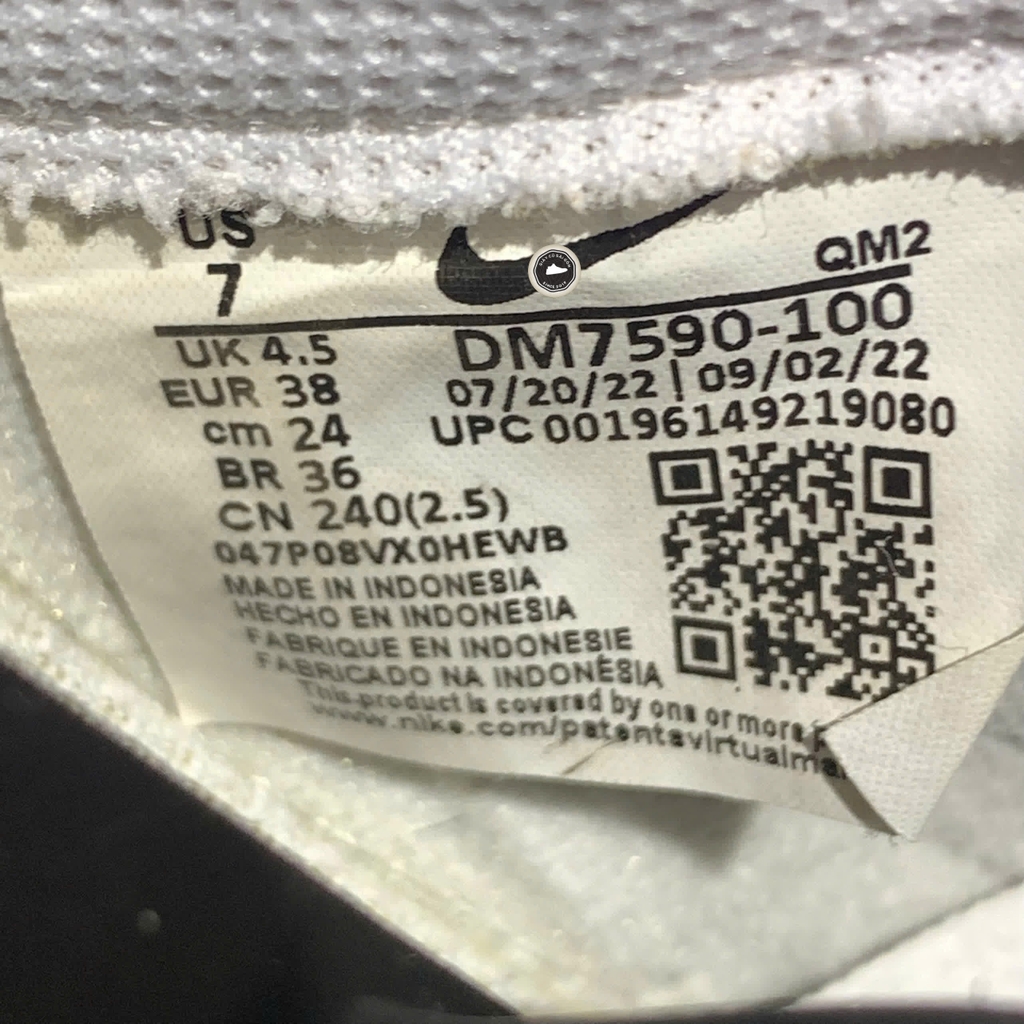 US
7
QM2
UK 4.5
EUR 38
cm 24
BR 36
CN 240(2.5)
DM7590-100
07/20/22 | 09/02/22
UPC 00196149219080
047P08VX0HEWB
MADE IN INDONESIA
HECHO EN INDONESIA
FABRIQUE EN INDONESIE
FABRICADO NA INDONÉSIA
This product is covered by one or more
www.nike.com/patentsvirtualma